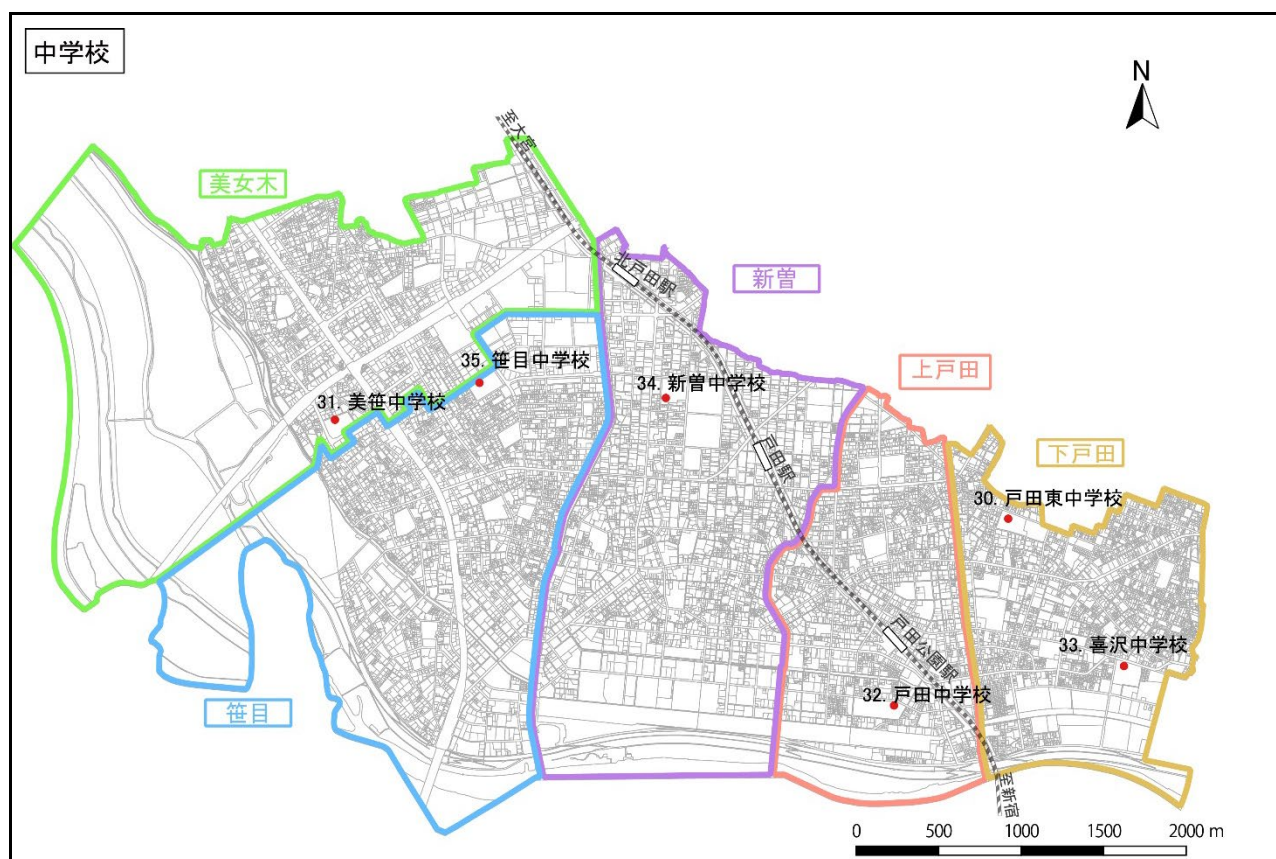 中学校
N
至大宮
美女木
北戸田駅
新曽
35. 笹目中学校
上戸田
34. 新曽中学校
31. 美笹中学校
戸田駅
下戸田
30. 戸田東中学校
戸田公園駅
33. 喜沢中学校
32. 戸田中学校
笹目
至新宿
0 500 1000 1500 2000 m